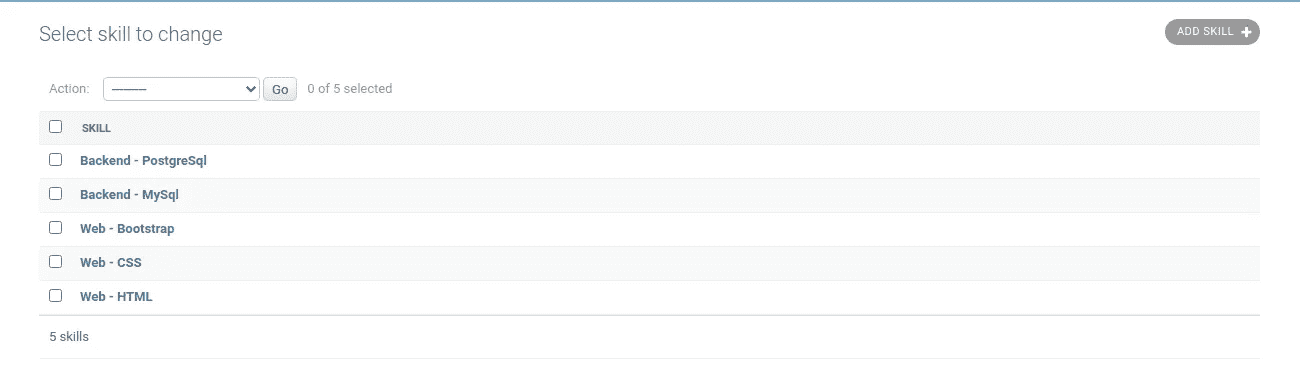 Select skill to change
ADD SKILL +
Action: --------- Go 0 of 5 selected
SKILL
Backend - PostgreSql
Backend - MySql
Web - Bootstrap
Web - CSS
Web - HTML
5 skills